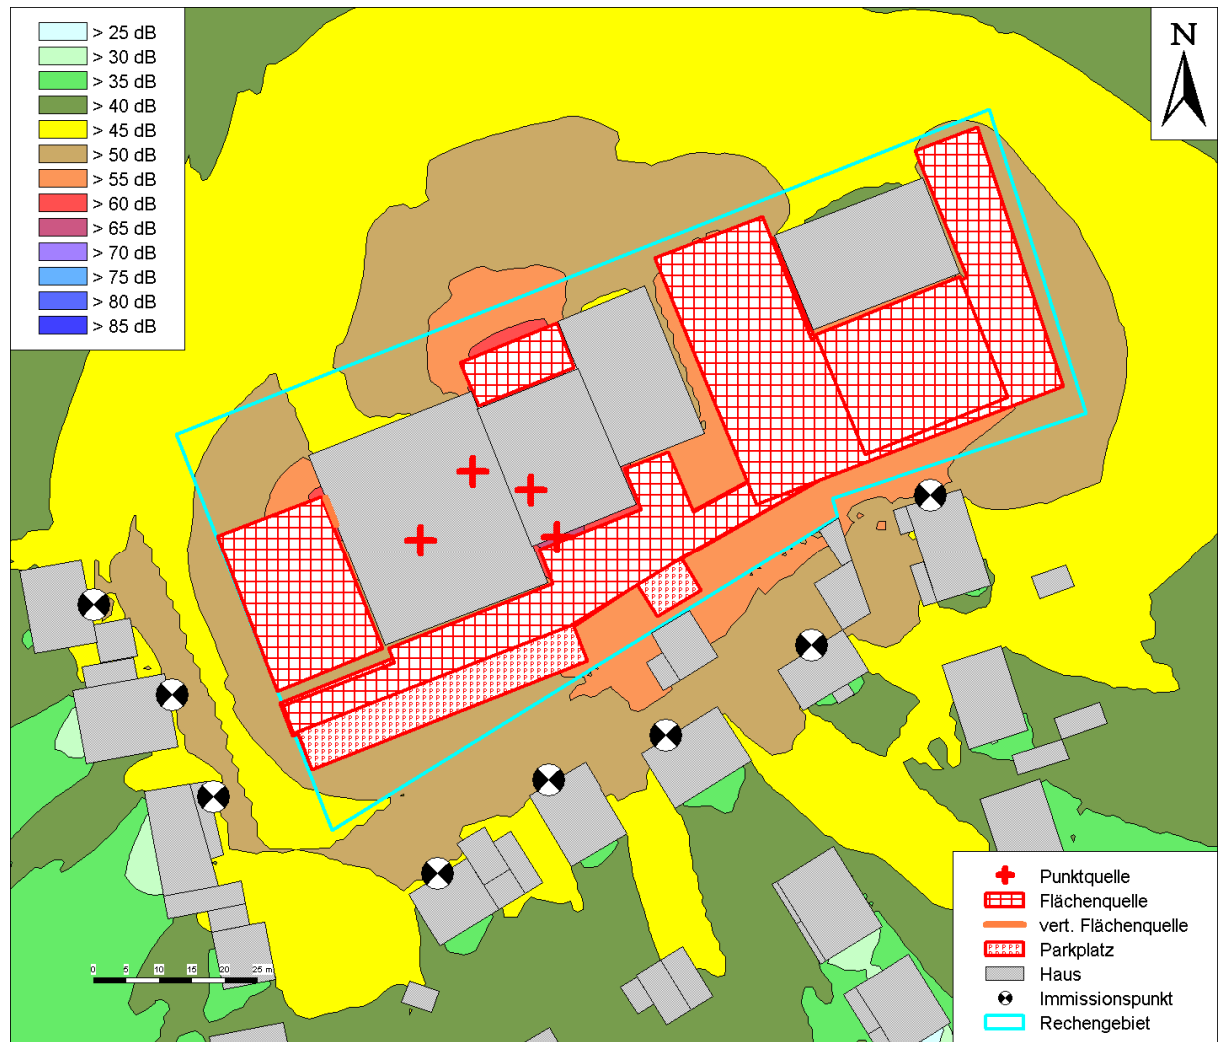 > 25 dB
> 30 dB
> 35 dB
> 40 dB
> 45 dB
> 50 dB
> 55 dB
> 60 dB
> 65 dB
> 70 dB
> 75 dB
> 80 dB
> 85 dB
N
Punktquelle
Flächenquelle
vert. Flächenquelle
Parkplatz
Haus
Immissionspunkt
Rechengebiet
0 5 10 15 20 25 m